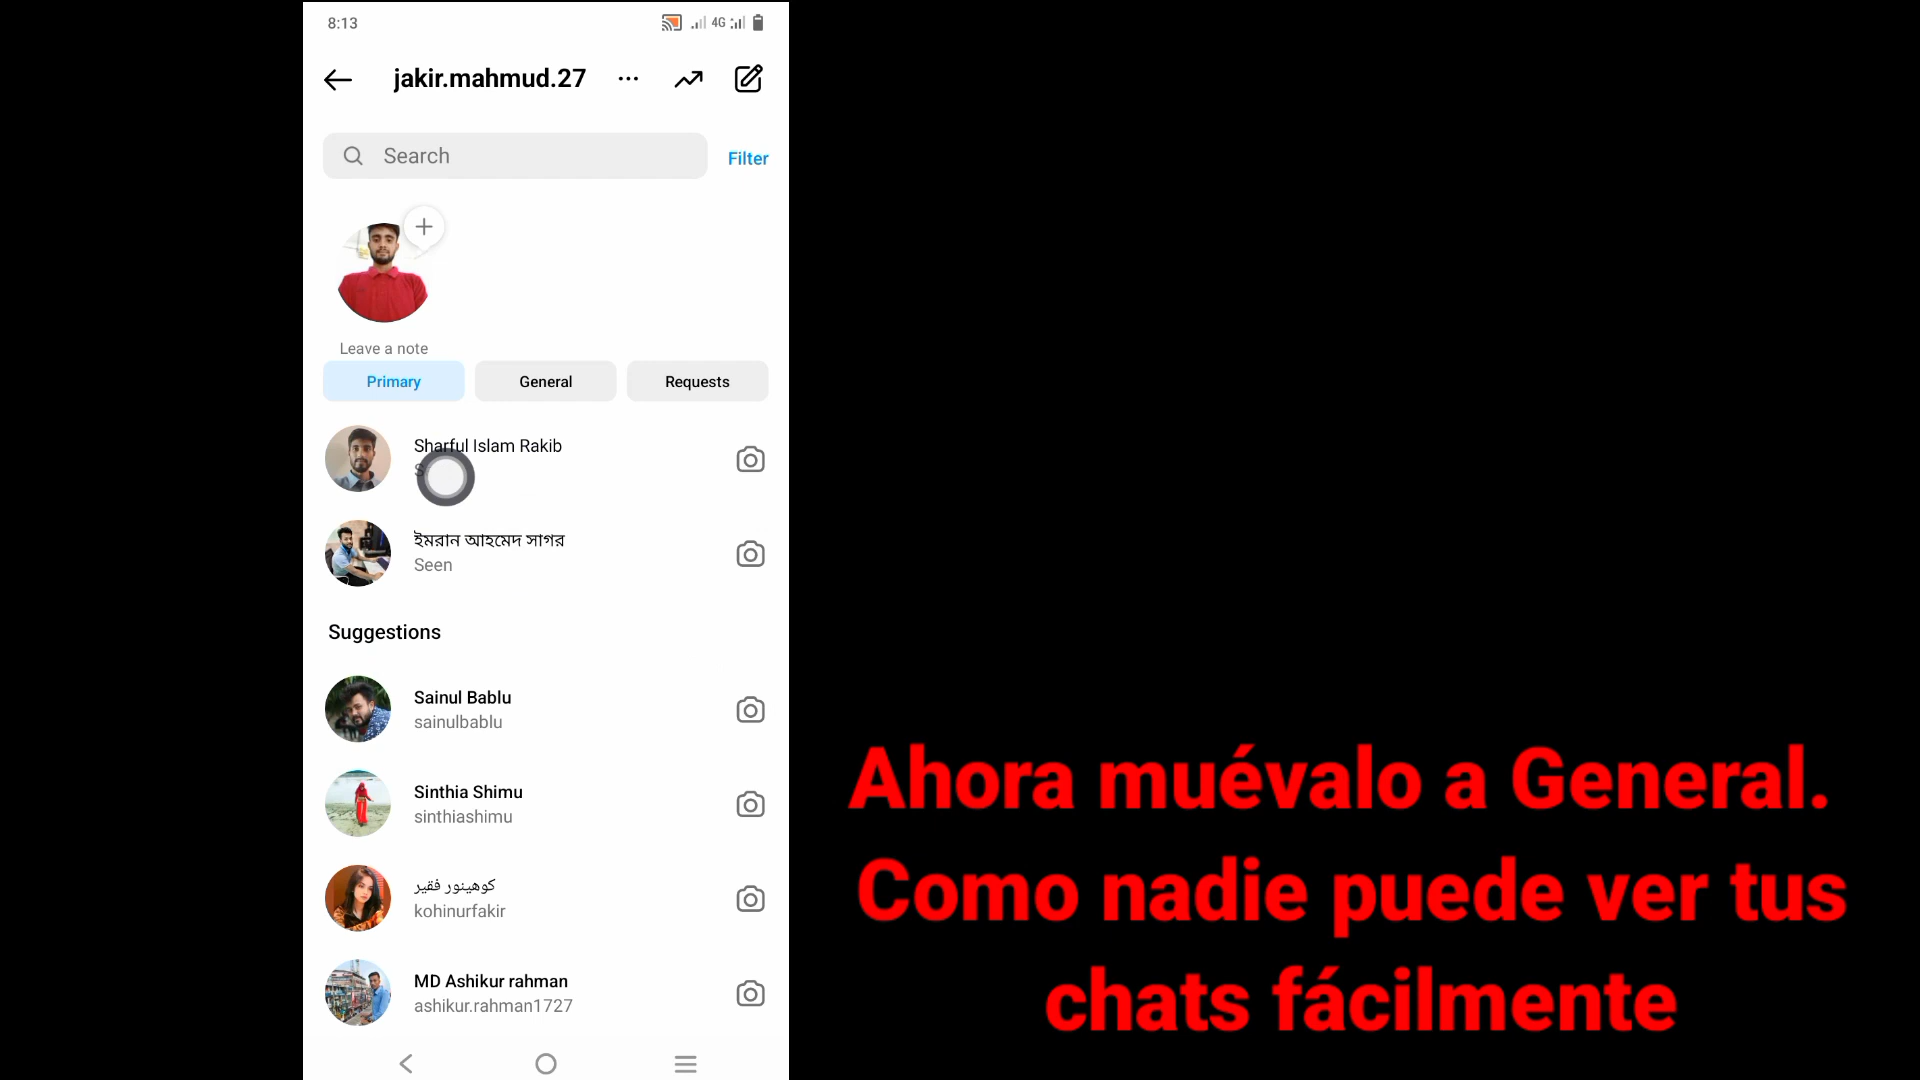 8:13
4G
jakir.mahmud.27
Search
Filter
Leave a note
Primary
General
Requests
Sharful Islam Rakib
ইমরান আহমেদ সাগর
Seen
Suggestions
Sainul Bablu
sainulbablu
Sinthia Shimu
sinthiashimu
کوهینور فقیر
kohinurfakir
MD Ashikur rahman
ashikur.rahman1727
Ahora muévalo a General.
Como nadie puede ver tus
chats fácilmente